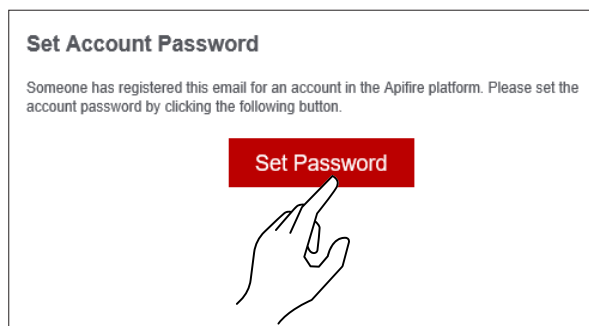 Set Account Password
Someone has registered this email for an account in the Apifire platform. Please set the
account password by clicking the following button.
Set Password